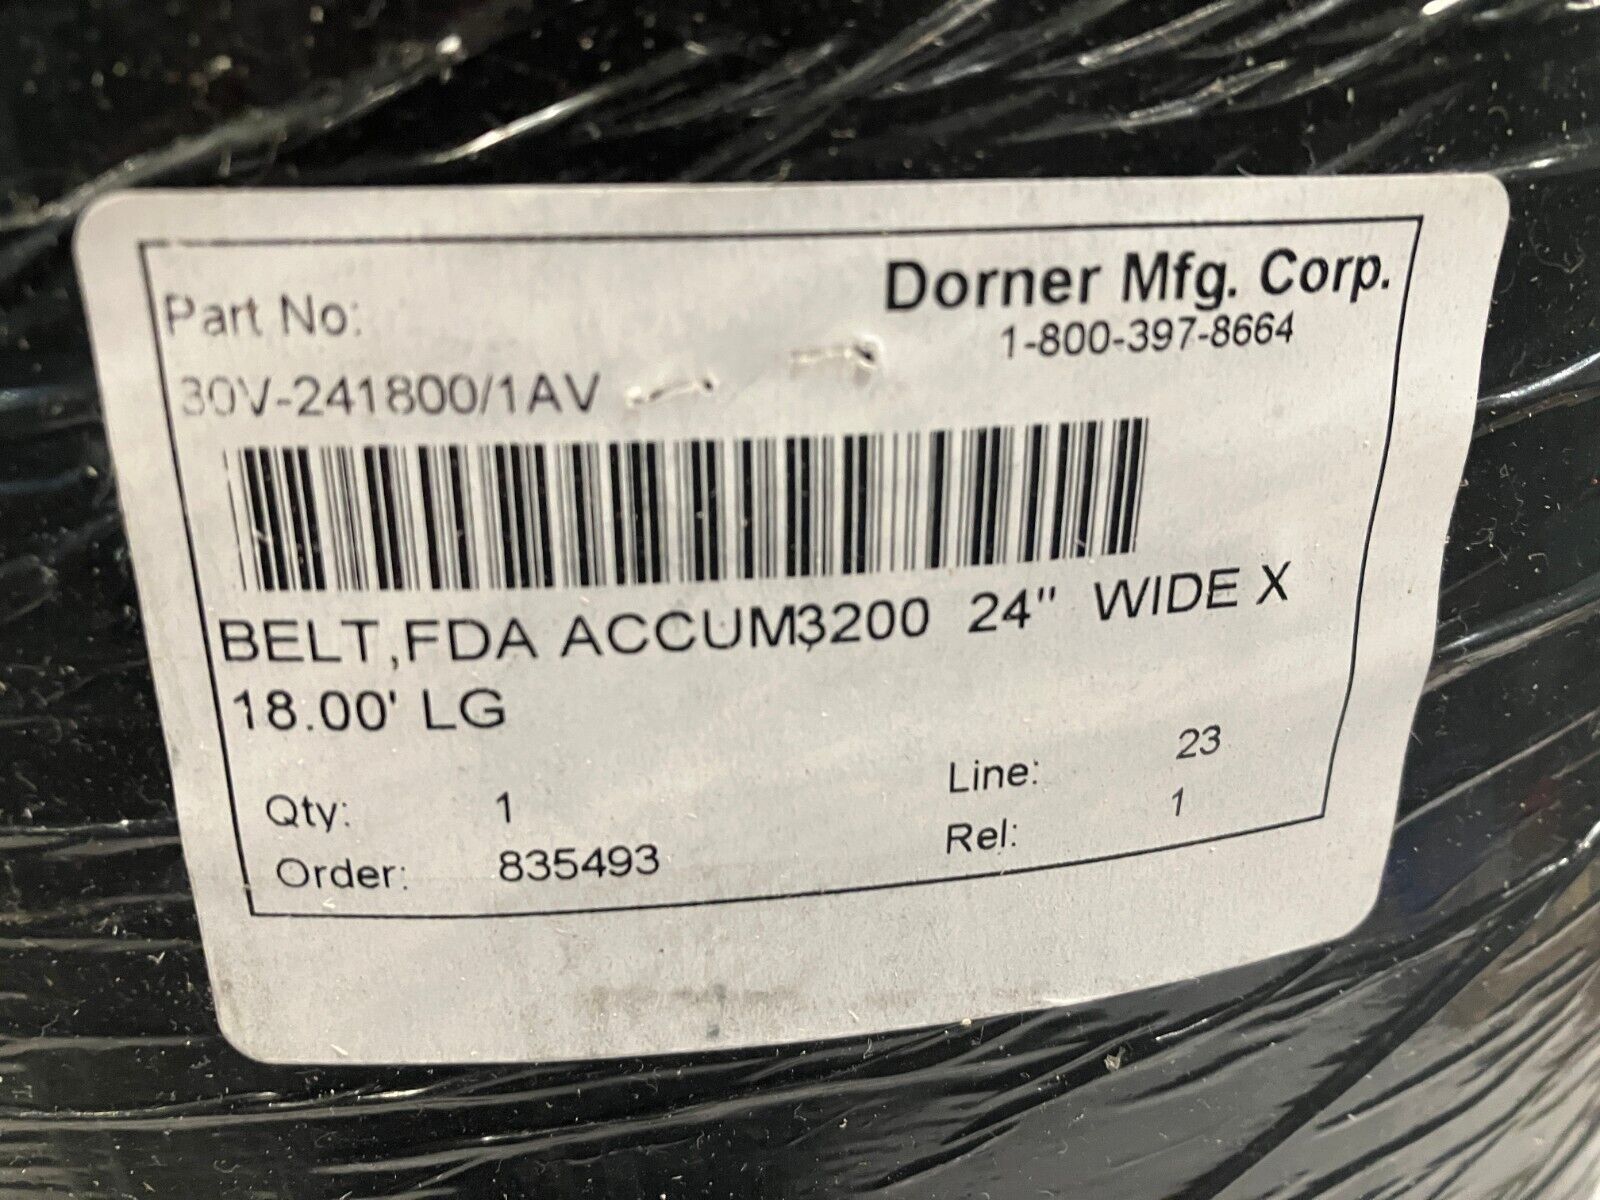 Dorner Mfg. Corp.
1-800-397-8664
Part No:
30V-241800/1AV
BELT,FDA ACCUM3200 24" WIDE X
18.00' LG
Qty: 1
Line: 23
Order: 835493
Rel: 1